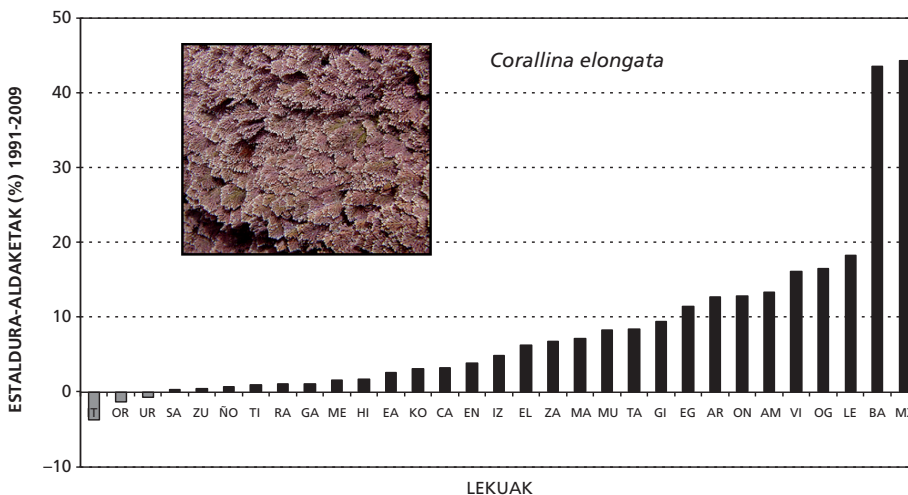 Corallina elongata
ESTALDURA-ALDAKETAK (%) 1991-2009
50
40
30
20
10
0
–10
T OR UR SA ZU ÑO TI RA GA ME HI EA KO CA EN IZ EL ZA MA MU TA GI EG AR ON AM VI OG LE BA
LEKUAK